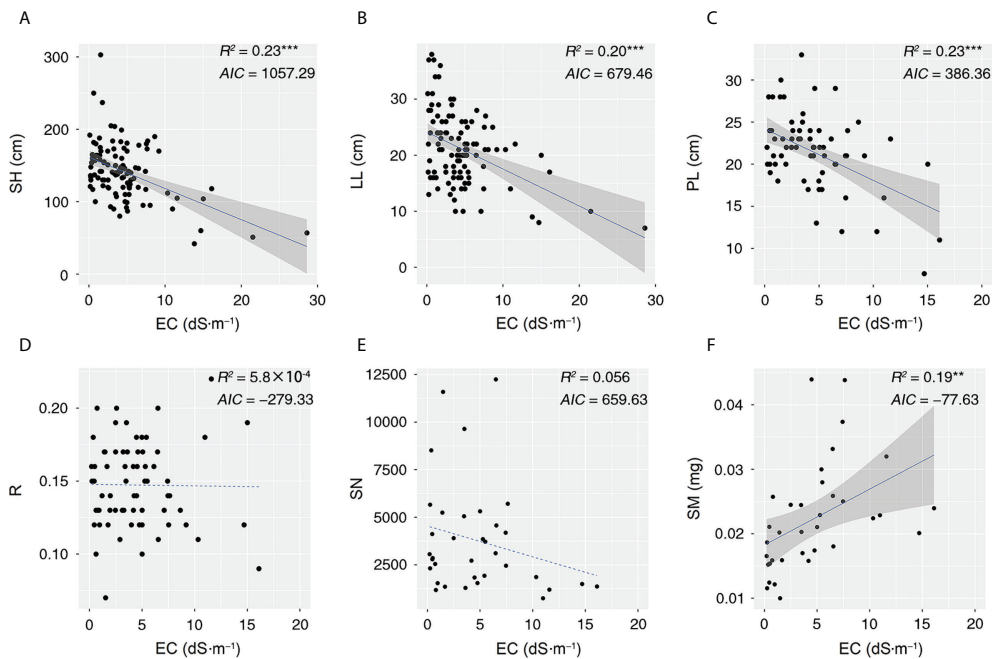 A
R² = 0.23***
AIC = 1057.29
300
200
100
0
SH (cm)
0 10 20 30
EC (dS·m⁻¹)
B
R² = 0.20***
AIC = 679.46
30
20
10
0
LL (cm)
0 10 20 30
EC (dS·m⁻¹)
C
R² = 0.23***
AIC = 386.36
30
25
20
15
10
PL (cm)
0 5 10 15 20
EC (dS·m⁻¹)
D
R² = 5.8×10⁻⁴
AIC = −279.33
0.20
0.15
0.10
R
0 5 10 15 20
EC (dS·m⁻¹)
E
R² = 0.056
AIC = 659.63
12500
10000
7500
5000
2500
SN
0 5 10 15 20
EC (dS·m⁻¹)
F
R² = 0.19**
AIC = −77.63
0.04
0.03
0.02
0.01
SM (mg)
0 5 10 15 20
EC (dS·m⁻¹)